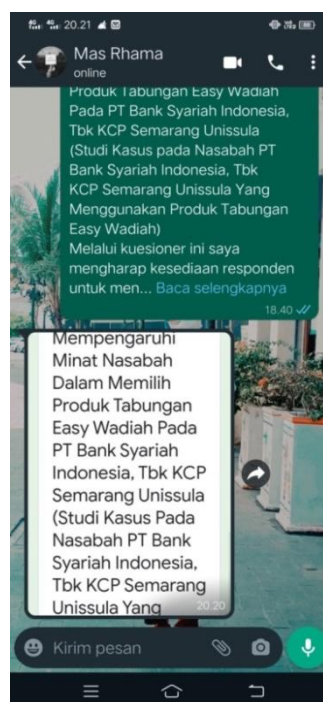 20.21
Mas Rhama
online
Produk Tabungan Easy Wadiah
Pada PT Bank Syariah Indonesia,
Tbk KCP Semarang Unissula
(Studi Kasus pada Nasabah PT
Bank Syariah Indonesia, Tbk
KCP Semarang Unissula Yang
Menggunakan Produk Tabungan
Easy Wadiah)
Melalui kuesioner ini saya
mengharap kesediaan responden
untuk men... Baca selengkapnya
18.40
Mempengaruhi
Minat Nasabah
Dalam Memilih
Produk Tabungan
Easy Wadiah Pada
PT Bank Syariah
Indonesia, Tbk KCP
Semarang Unissula
(Studi Kasus Pada
Nasabah PT Bank
Syariah Indonesia,
Tbk KCP Semarang
Unissula Yang
20.20
Kirim pesan